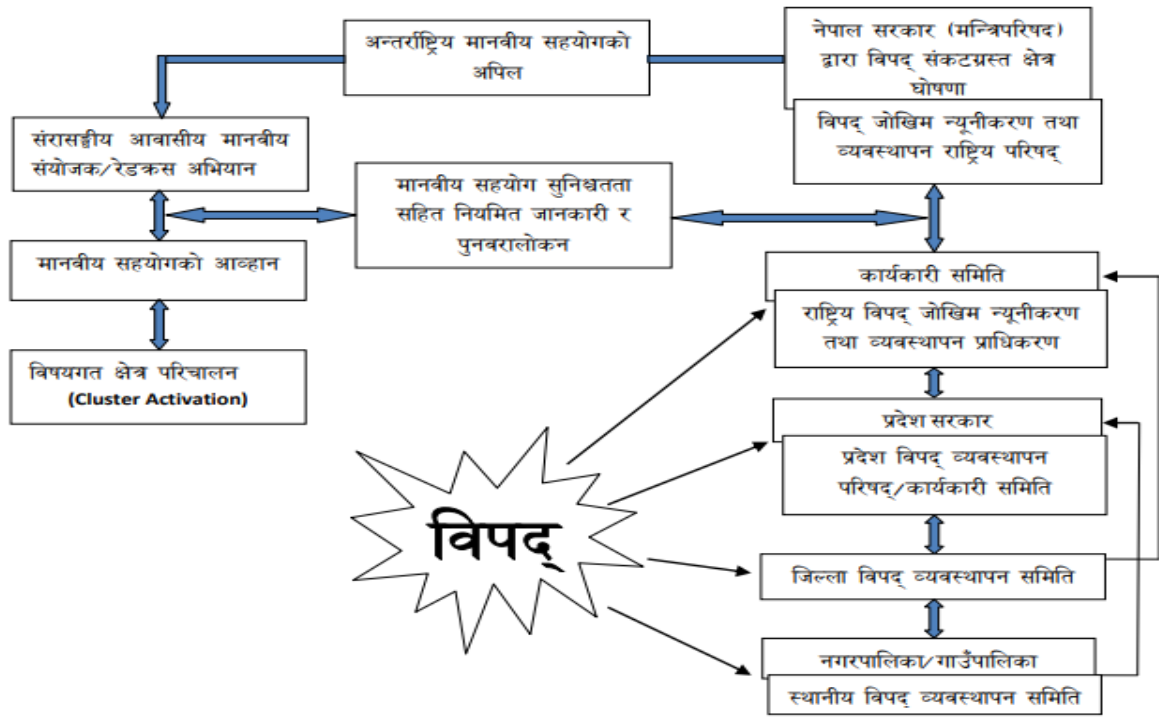 अन्तर्राष्ट्रिय मानवीय सहयोगको
अपिल
नेपाल सरकार (मन्त्रिपरिषद)
द्वारा विपद् संकटग्रस्त क्षेत्र
घोषणा
विपद् जोखिम न्यूनीकरण तथा
व्यवस्थापन राष्ट्रिय परिषद्
संरासङ्घीय आवासीय मानवीय
संयोजक/रेडक्रस अभियान
मानवीय सहयोग सुनिश्चतता
सहित नियमित जानकारी र
पुनवरालोकन
मानवीय सहयोगको आव्हान
विषयगत क्षेत्र परिचालन
(Cluster Activation)
कार्यकारी समिति
राष्ट्रिय विपद् जोखिम न्यूनीकरण
तथा व्यवस्थापन प्राधिकरण
प्रदेश सरकार
प्रदेश विपद् व्यवस्थापन
परिषद्/कार्यकारी समिति
विपद्
जिल्ला विपद् व्यवस्थापन समिति
नगरपालिका/गाउँपालिका
स्थानीय विपद् व्यवस्थापन समिति